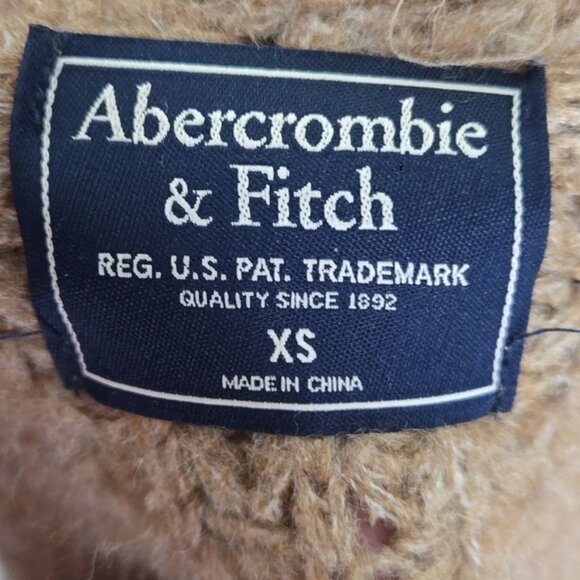 Abercrombie
& Fitch
REG. U.S. PAT. TRADEMARK
QUALITY SINCE 1892
XS
MADE IN CHINA